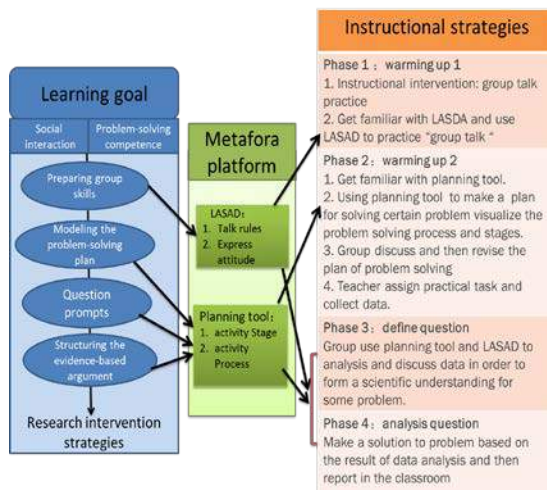 Learning goal
Social
interaction
Problem-solving
competence
Preparing group
skills
Modeling the
problem-solving
plan
Question
prompts
Structuring the
evidence-based
argument
Research intervention
strategies
Metafora
platform
LASAD:
1. Talk rules
2. Express
attitude
Planning tool:
1. activity Stage
2. activity
Process
Instructional strategies
Phase 1 : warming up 1
1. Instructional intervention: group talk
practice
2. Get familiar with LASDA and use
LASAD to practice "group talk "
Phase 2 : warming up 2
1. Get familiar with planning tool.
2. Using planning tool to make a plan
for solving certain problem visualize the
problem solving process and stages.
3. Group discuss and then revise the
plan of problem solving
4. Teacher assign practical task and
collect data.
Phase 3 : define question
Group use planning tool and LASAD to
analysis and discuss data in order to
form a scientific understanding for
some problem.
Phase 4 : analysis question
Make a solution to problem based on
the result of data analysis and then
report in the classroom